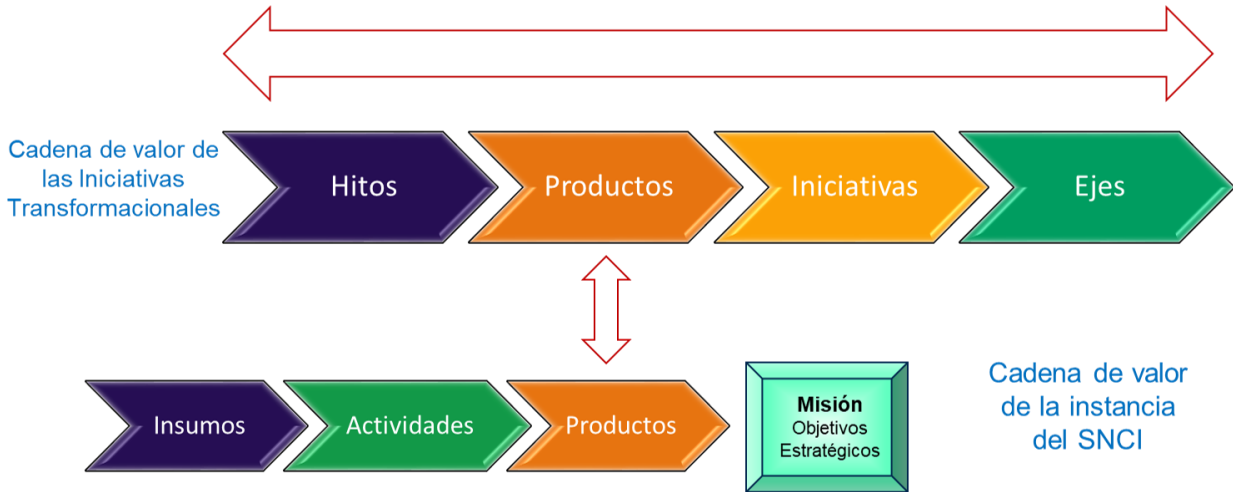 Cadena de valor de
las Iniciativas
Transformacionales
Hitos
Productos
Iniciativas
Ejes
Insumos
Actividades
Productos
Misión
Objetivos
Estratégicos
Cadena de valor
de la instancia
del SNCI